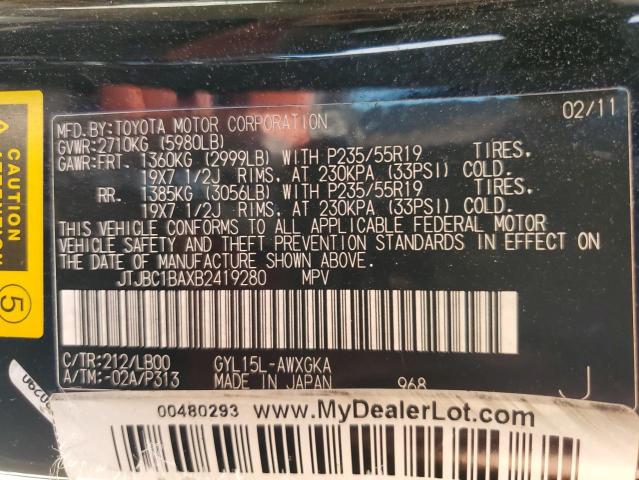 02/11
MFD.BY:TOYOTA MOTOR CORPORATION
GVWR:2710KG (5980LB)
GAWR:FRT. 1360KG (2999LB) WITH P235/55R19 TIRES.
19X7 1/2J RIMS. AT 230KPA (33PSI) COLD.
RR. 1385KG (3056LB) WITH P235/55R19 TIRES.
19X7 1/2J RIMS. AT 230KPA (33PSI) COLD.
THIS VEHICLE CONFORMS TO ALL APPLICABLE FEDERAL MOTOR
VEHICLE SAFETY AND THEFT PREVENTION STANDARDS IN EFFECT ON
THE DATE OF MANUFACTURE SHOWN ABOVE.
JTJBC1BAXB2419280 MPV
C/TR:212/LB00 GYL15L-AWXGKA
A/TM:-02A/P313 MADE IN JAPAN 968 J
CAUTION
5
00480293 www.MyDealerLot.com